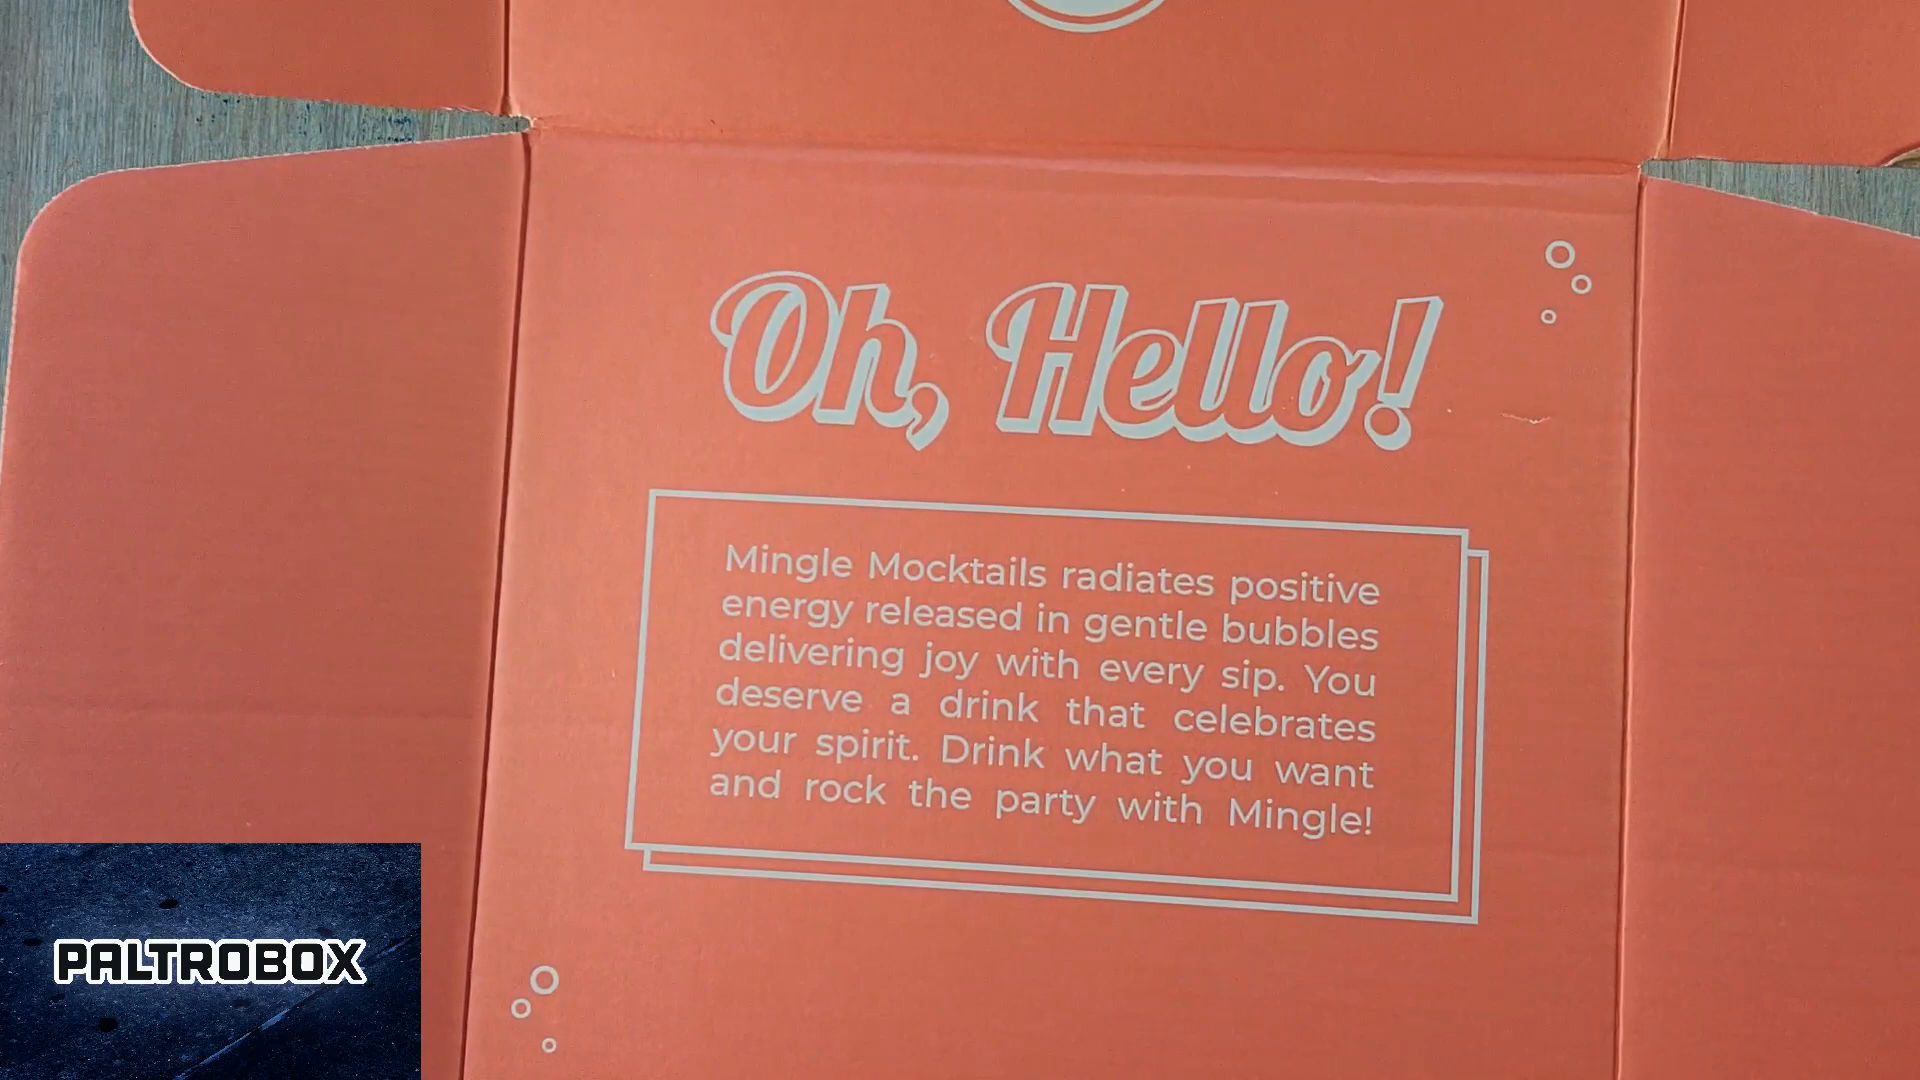 Oh, Hello!
Mingle Mocktails radiates positive
energy released in gentle bubbles
delivering joy with every sip. You
deserve a drink that celebrates
your spirit. Drink what you want
and rock the party with Mingle!
PALTROBOX